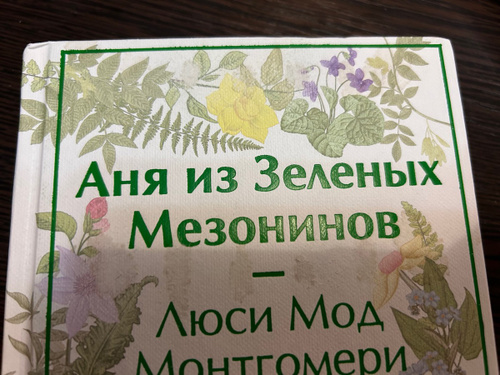 Аня из Зеленых
Мезонинов
–
Люси Мод
Монтгомери